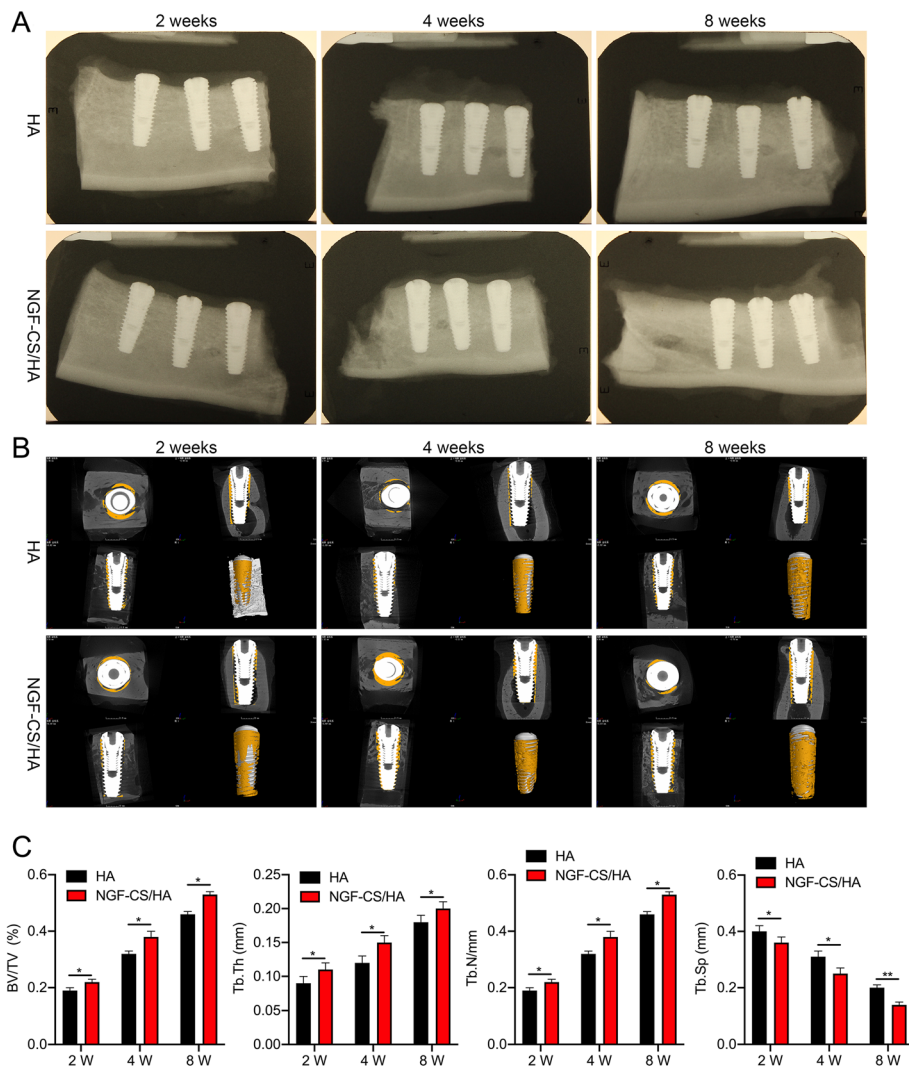 A
2 weeks 4 weeks 8 weeks
HA
NGF-CS/HA
B
2 weeks 4 weeks 8 weeks
HA
NGF-CS/HA
C
HA
NGF-CS/HA
BV/TV (%)
0.6
0.4
0.2
0.0
*
*
*
2 W 4 W 8 W
HA
NGF-CS/HA
Tb.Th (mm)
0.25
0.20
0.15
0.10
0.05
0.00
*
*
*
2 W 4 W 8 W
HA
NGF-CS/HA
Tb.N/mm
0.6
0.4
0.2
0.0
*
*
*
2 W 4 W 8 W
HA
NGF-CS/HA
Tb.Sp (mm)
0.6
0.4
0.2
0.0
*
*
**
2 W 4 W 8 W